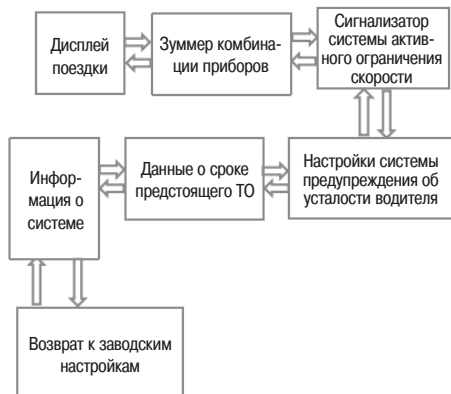 Дисплей
поездки
Зуммер комбина-
ции приборов
Сигнализатор
системы актив-
ного ограничения
скорости
Инфор-
мация о
системе
Данные о сроке
предстоящего ТО
Настройки системы
предупреждения об
усталости водителя
Возврат к заводским
настройкам